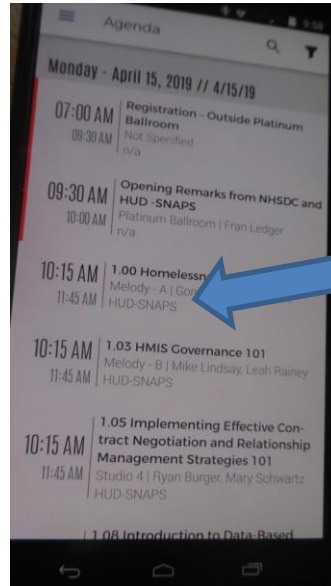 9:58
Agenda
Monday - April 15, 2019 // 4/15/19
07:00 AM
09:30 AM
Registration - Outside Platinum
Ballroom
Not Specified
n/a
09:30 AM
10:00 AM
Opening Remarks from NHSDC and
HUD -SNAPS
Platinum Ballroom | Fran Ledger
n/a
10:15 AM
11:45 AM
1.00
Melody - A |
HUD-SNAPS
10:15 AM
11:45 AM
1.03 HMIS Governance 101
Melody - B | Mike Lindsay, Leah Rainey
HUD-SNAPS
10:15 AM
11:45 AM
1.05 Implementing Effective Con-
tract Negotiation and Relationship
Management Strategies 101
Studio 4 | Ryan Burger, Mary Schwartz
HUD-SNAPS
1.08 Introduction to Data-Based